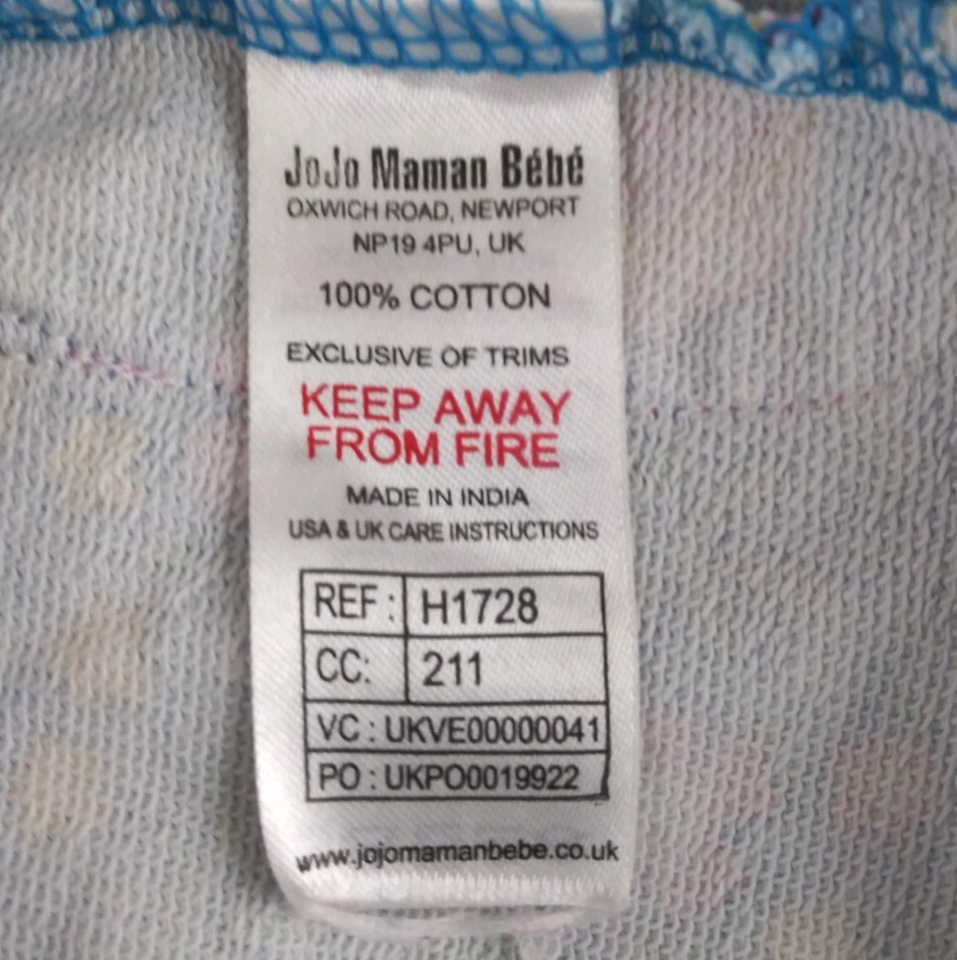 JoJo Maman Bébé
OXWICH ROAD, NEWPORT
NP19 4PU, UK
100% COTTON
EXCLUSIVE OF TRIMS
KEEP AWAY
FROM FIRE
MADE IN INDIA
USA & UK CARE INSTRUCTIONS
REF : H1728
CC: 211
VC : UKVE00000041
PO : UKPO0019922
www.jojomamanbebe.co.uk